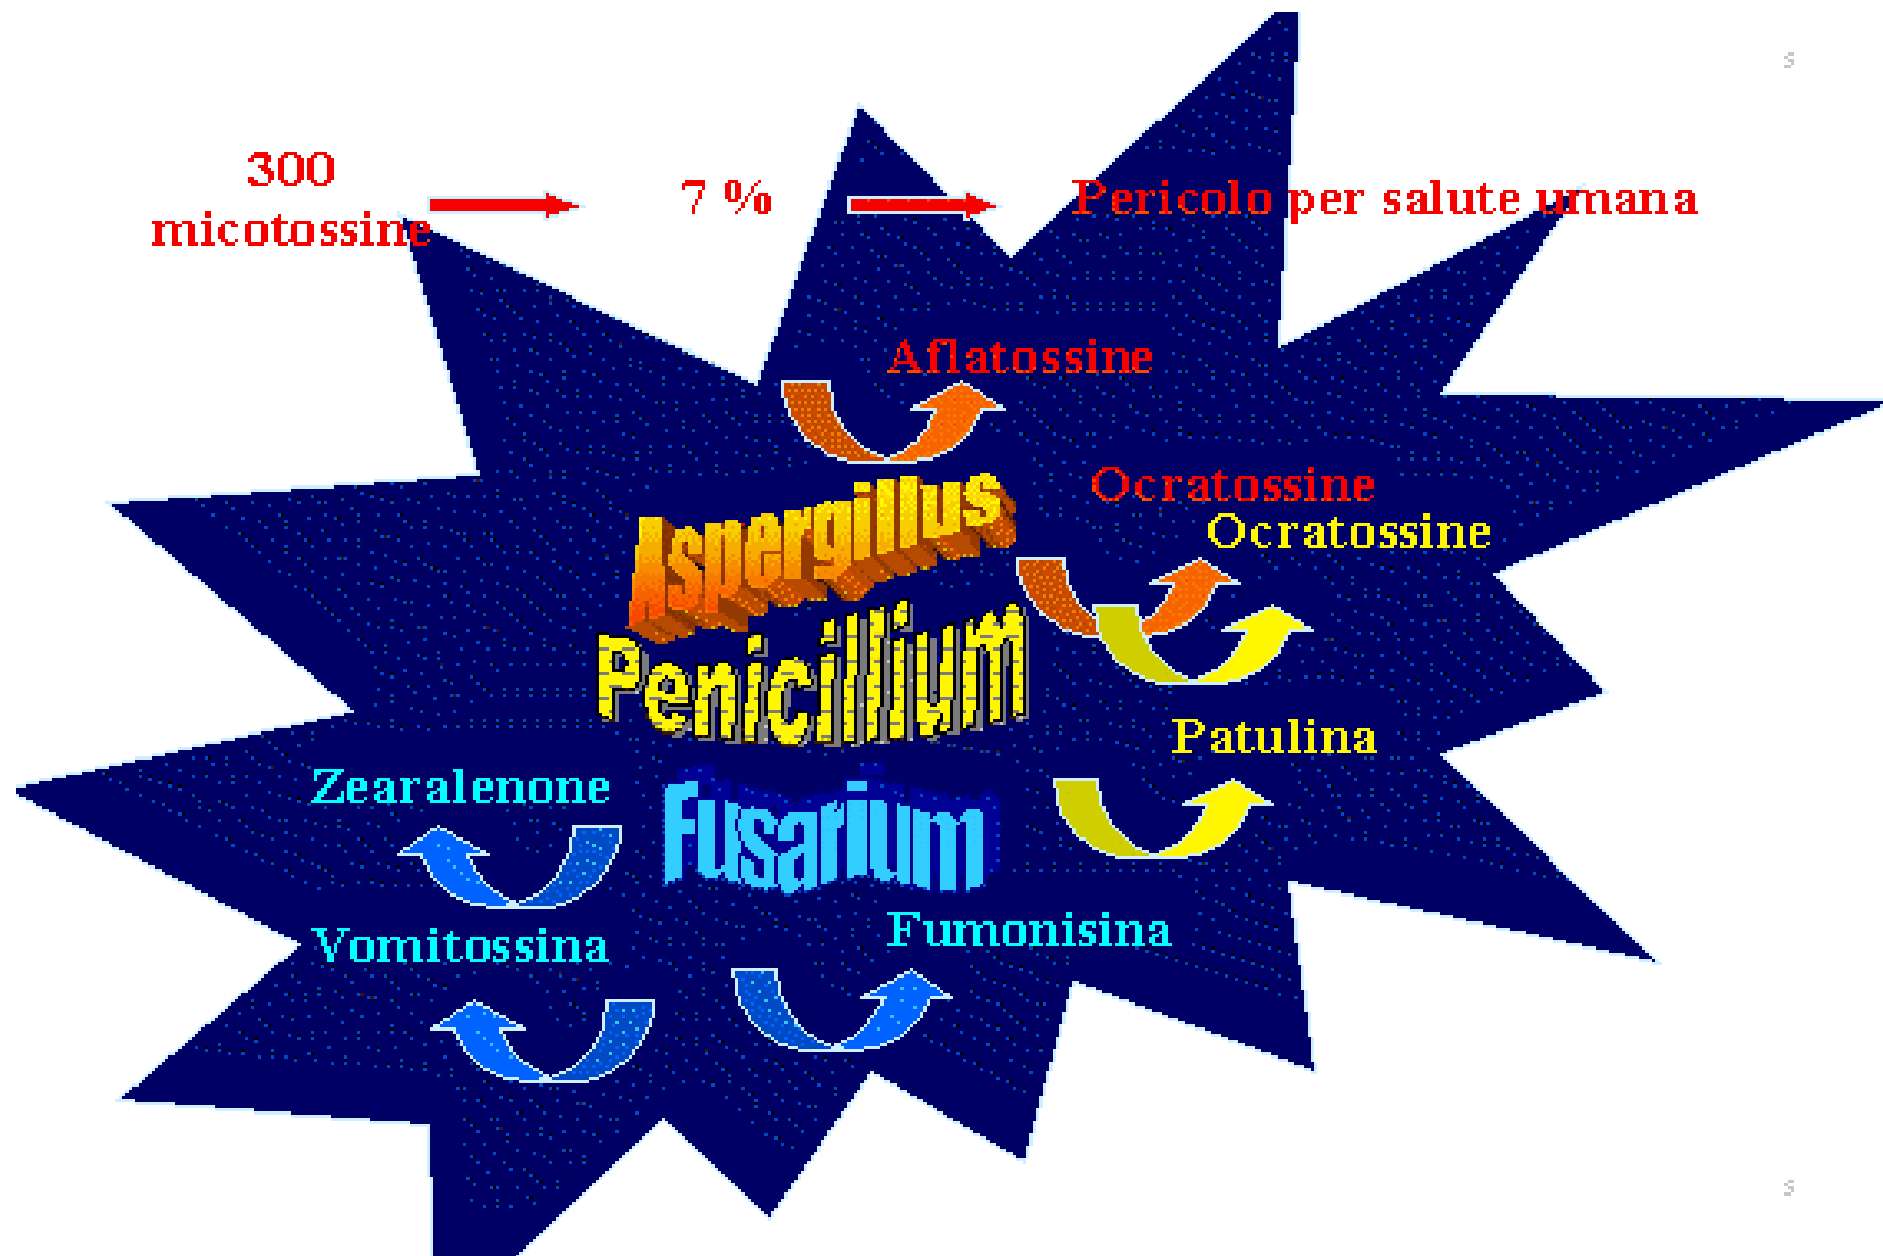 300
micotossine
7 %
Pericolo per salute umana
Aflatossine
Aspergillus
Ocratossine
Ocratossine
Penicillium
Patulina
Zearalenone
Fusarium
Vomitossina
Fumonisina
s
s